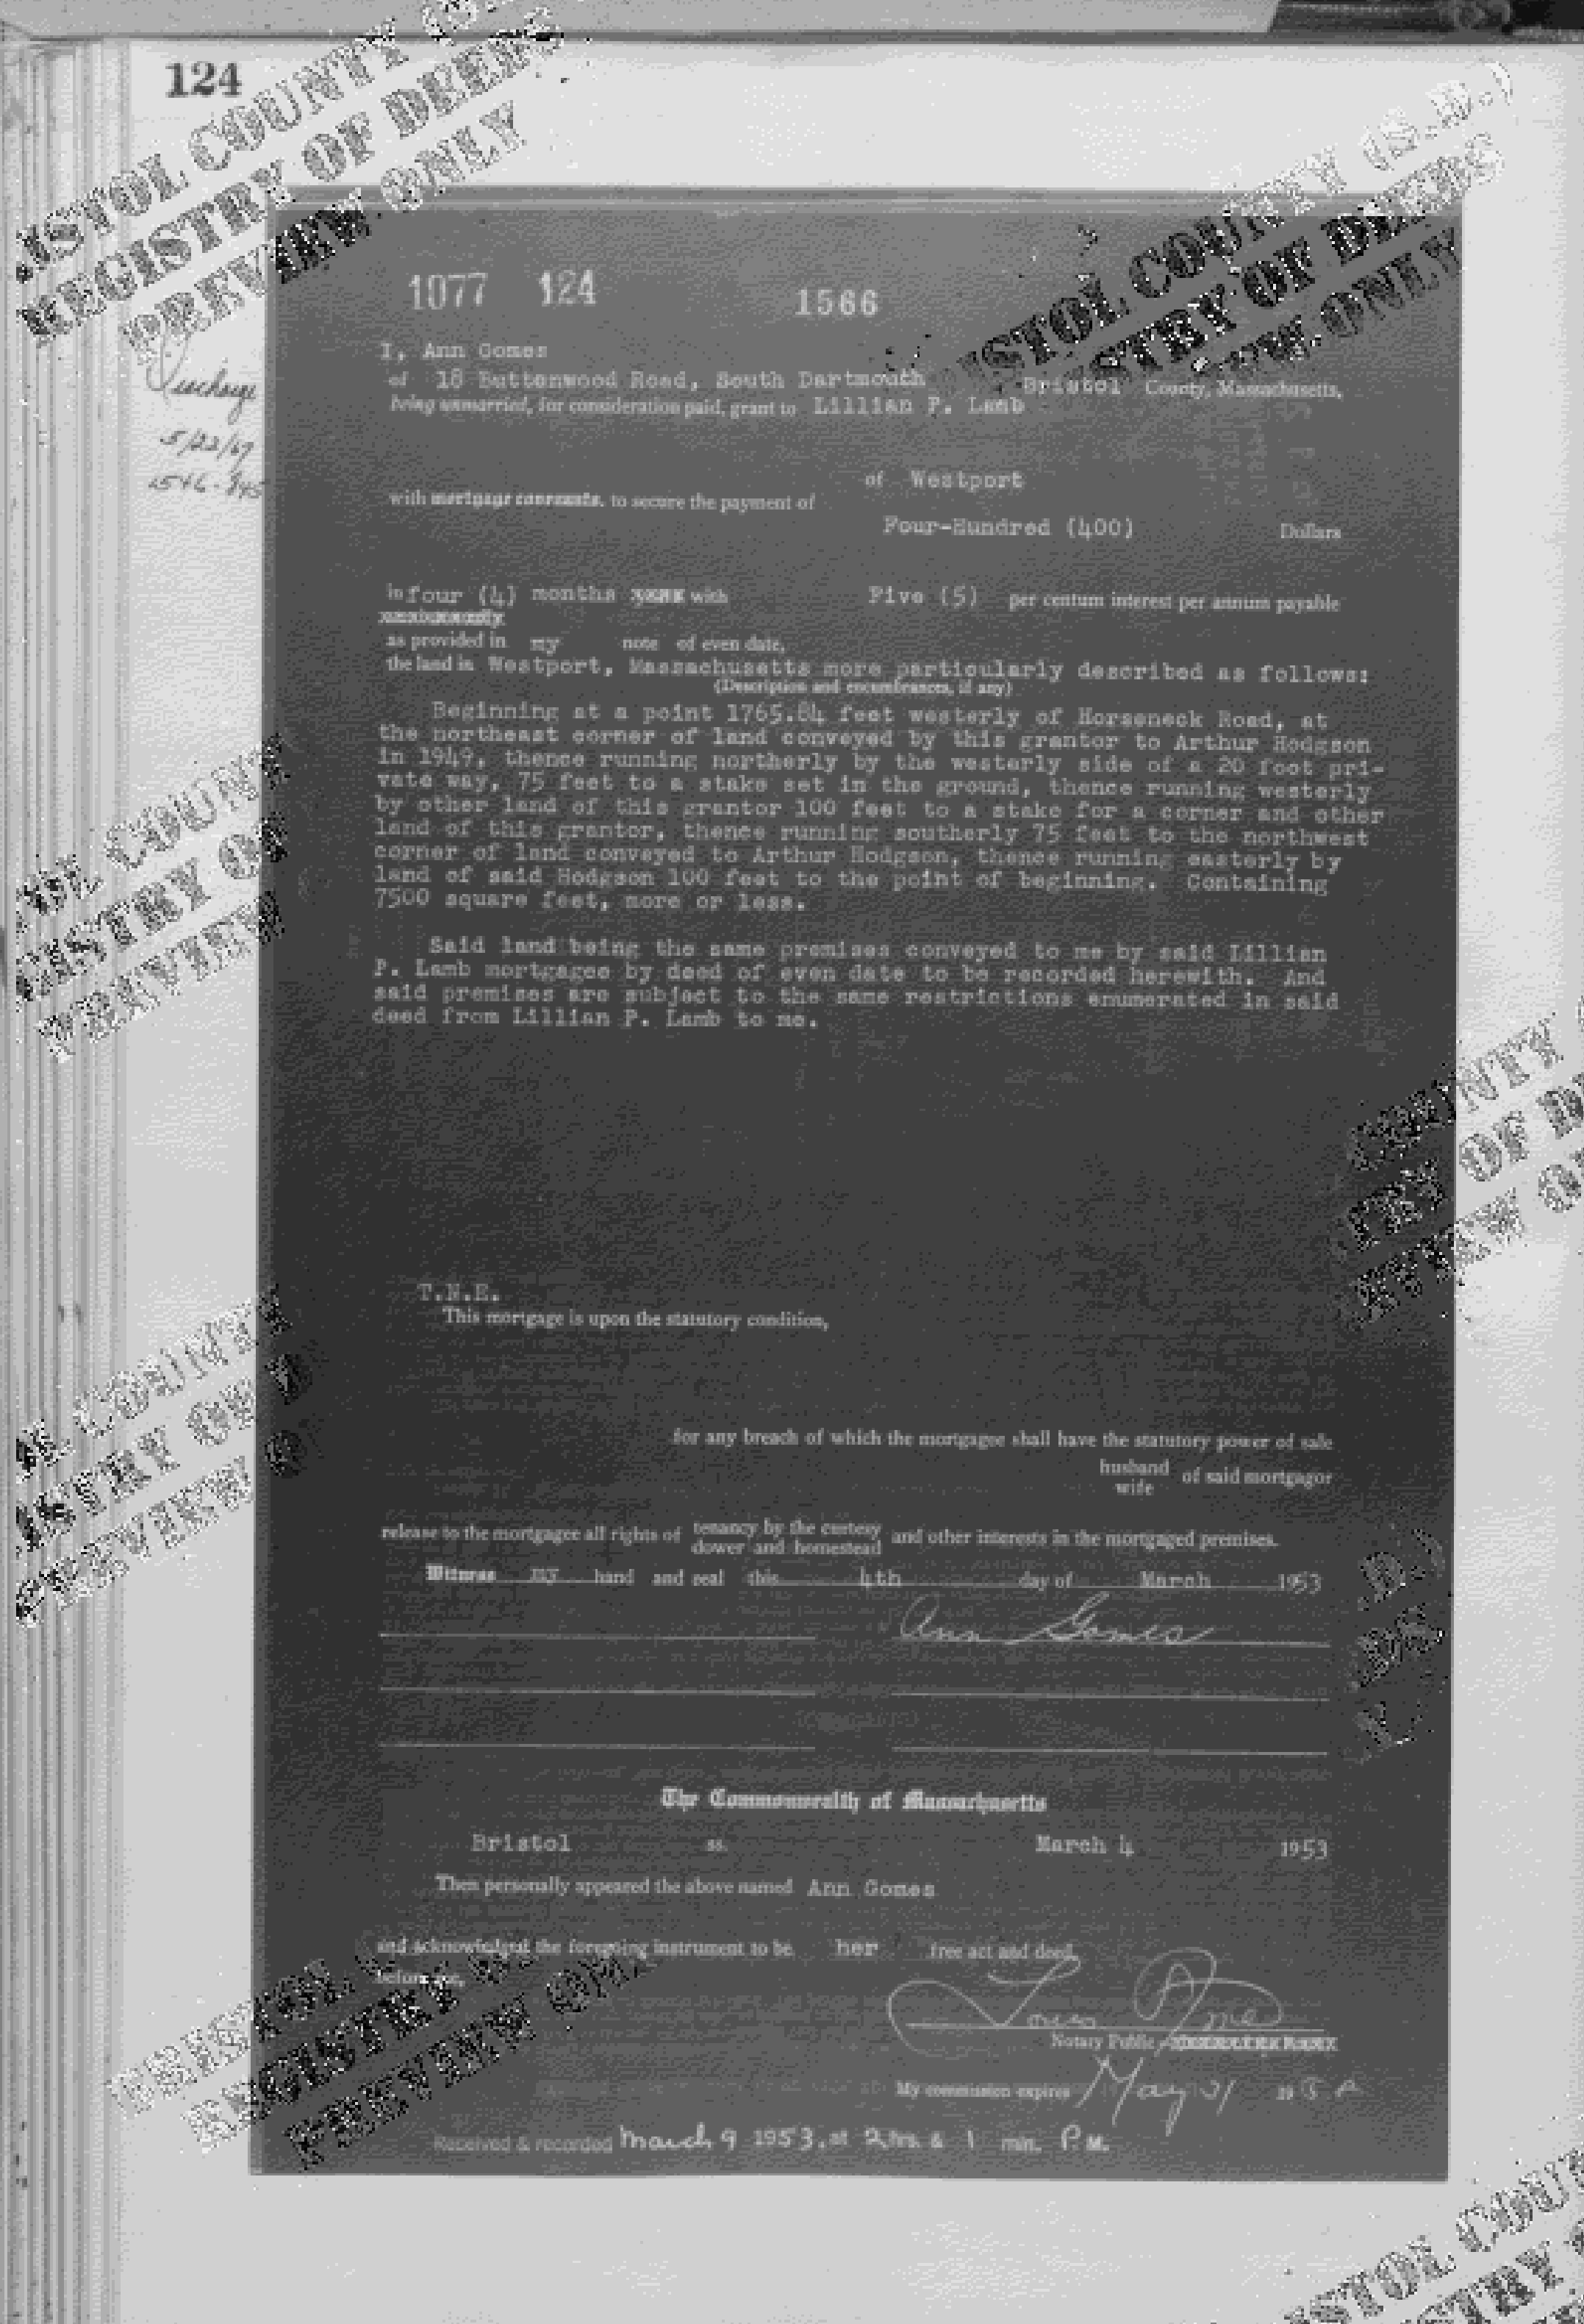 124
BRISTOL COUNTY (S.D.)
REGISTRY OF DEEDS
PREVIEW ONLY
1077 124 1566
I, Ann Gomes
of 18 Buttonwood Road, South Dartmouth Bristol County, Massachusetts,
being unmarried, for consideration paid, grant to Lillian P. Lamb
Discharge
5/22/67
of Westport
with mortgage covenants, to secure the payment of
Four-Hundred (400) Dollars
in four (4) months with Five (5) per centum interest per annum payable
as provided in my note of even date,
the land in Westport, Massachusetts more particularly described as follows:
(Description and encumbrances, if any)
Beginning at a point 1765.84 feet westerly of Horseneck Road, at
the northeast corner of land conveyed by this grantor to Arthur Hodgson
in 1949, thence running northerly by the westerly side of a 20 foot pri-
vate way, 75 feet to a stake set in the ground, thence running westerly
by other land of this grantor 100 feet to a stake for a corner and other
land of this grantor, thence running southerly 75 feet to the northwest
corner of land conveyed to Arthur Hodgson, thence running easterly by
land of said Hodgson 100 feet to the point of beginning. Containing
7500 square feet, more or less.
Said land being the same premises conveyed to me by said Lillian
P. Lamb mortgagee by deed of even date to be recorded herewith. And
said premises are subject to the same restrictions enumerated in said
deed from Lillian P. Lamb to me.
T.N.E.
This mortgage is upon the statutory condition,
for any breach of which the mortgagee shall have the statutory power of sale
husband
wife of said mortgagor
release to the mortgagee all rights of tenancy by the curtesy and other interests in the mortgaged premises.
dower and homestead
Witness my hand and seal this 4th day of March 1953
Ann Gomes
The Commonwealth of Massachusetts
Bristol ss. March 4 1953
Then personally appeared the above named Ann Gomes
and acknowledged the foregoing instrument to be her free act and deed,
before me,
Notary Public
My commission expires May 19
Received & recorded March 9 1953, at 2 hrs. & 1 min. P.M.